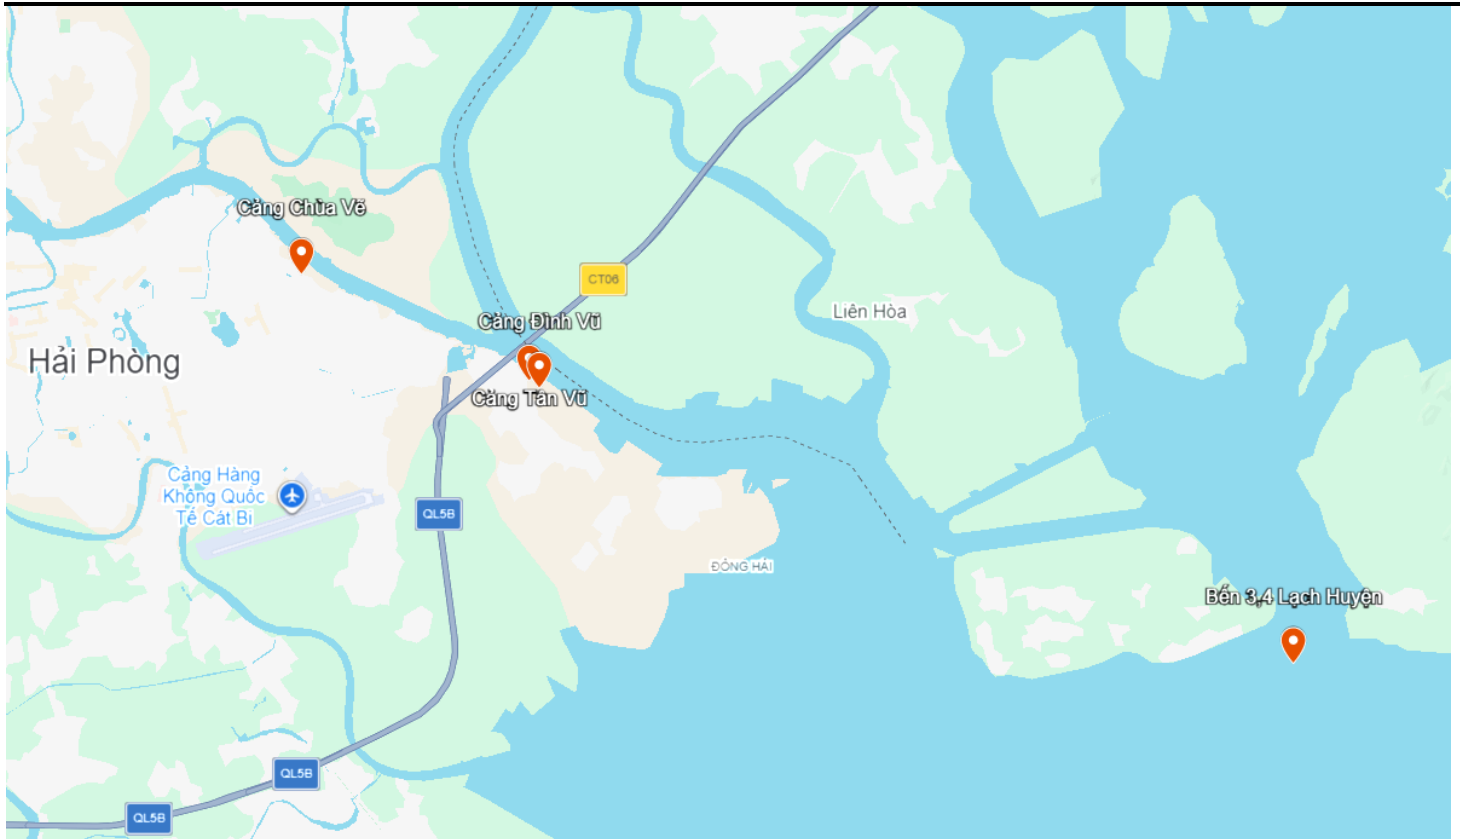 Cảng Chùa Vẽ
CT06
Liên Hòa
Cảng Đình Vũ
Hải Phòng
Cảng Tân Vũ
Cảng Hàng
Không Quốc
Tế Cát Bi
QL5B
ĐÔNG HẢI
Bến 3,4 Lạch Huyện
QL5B
QL5B